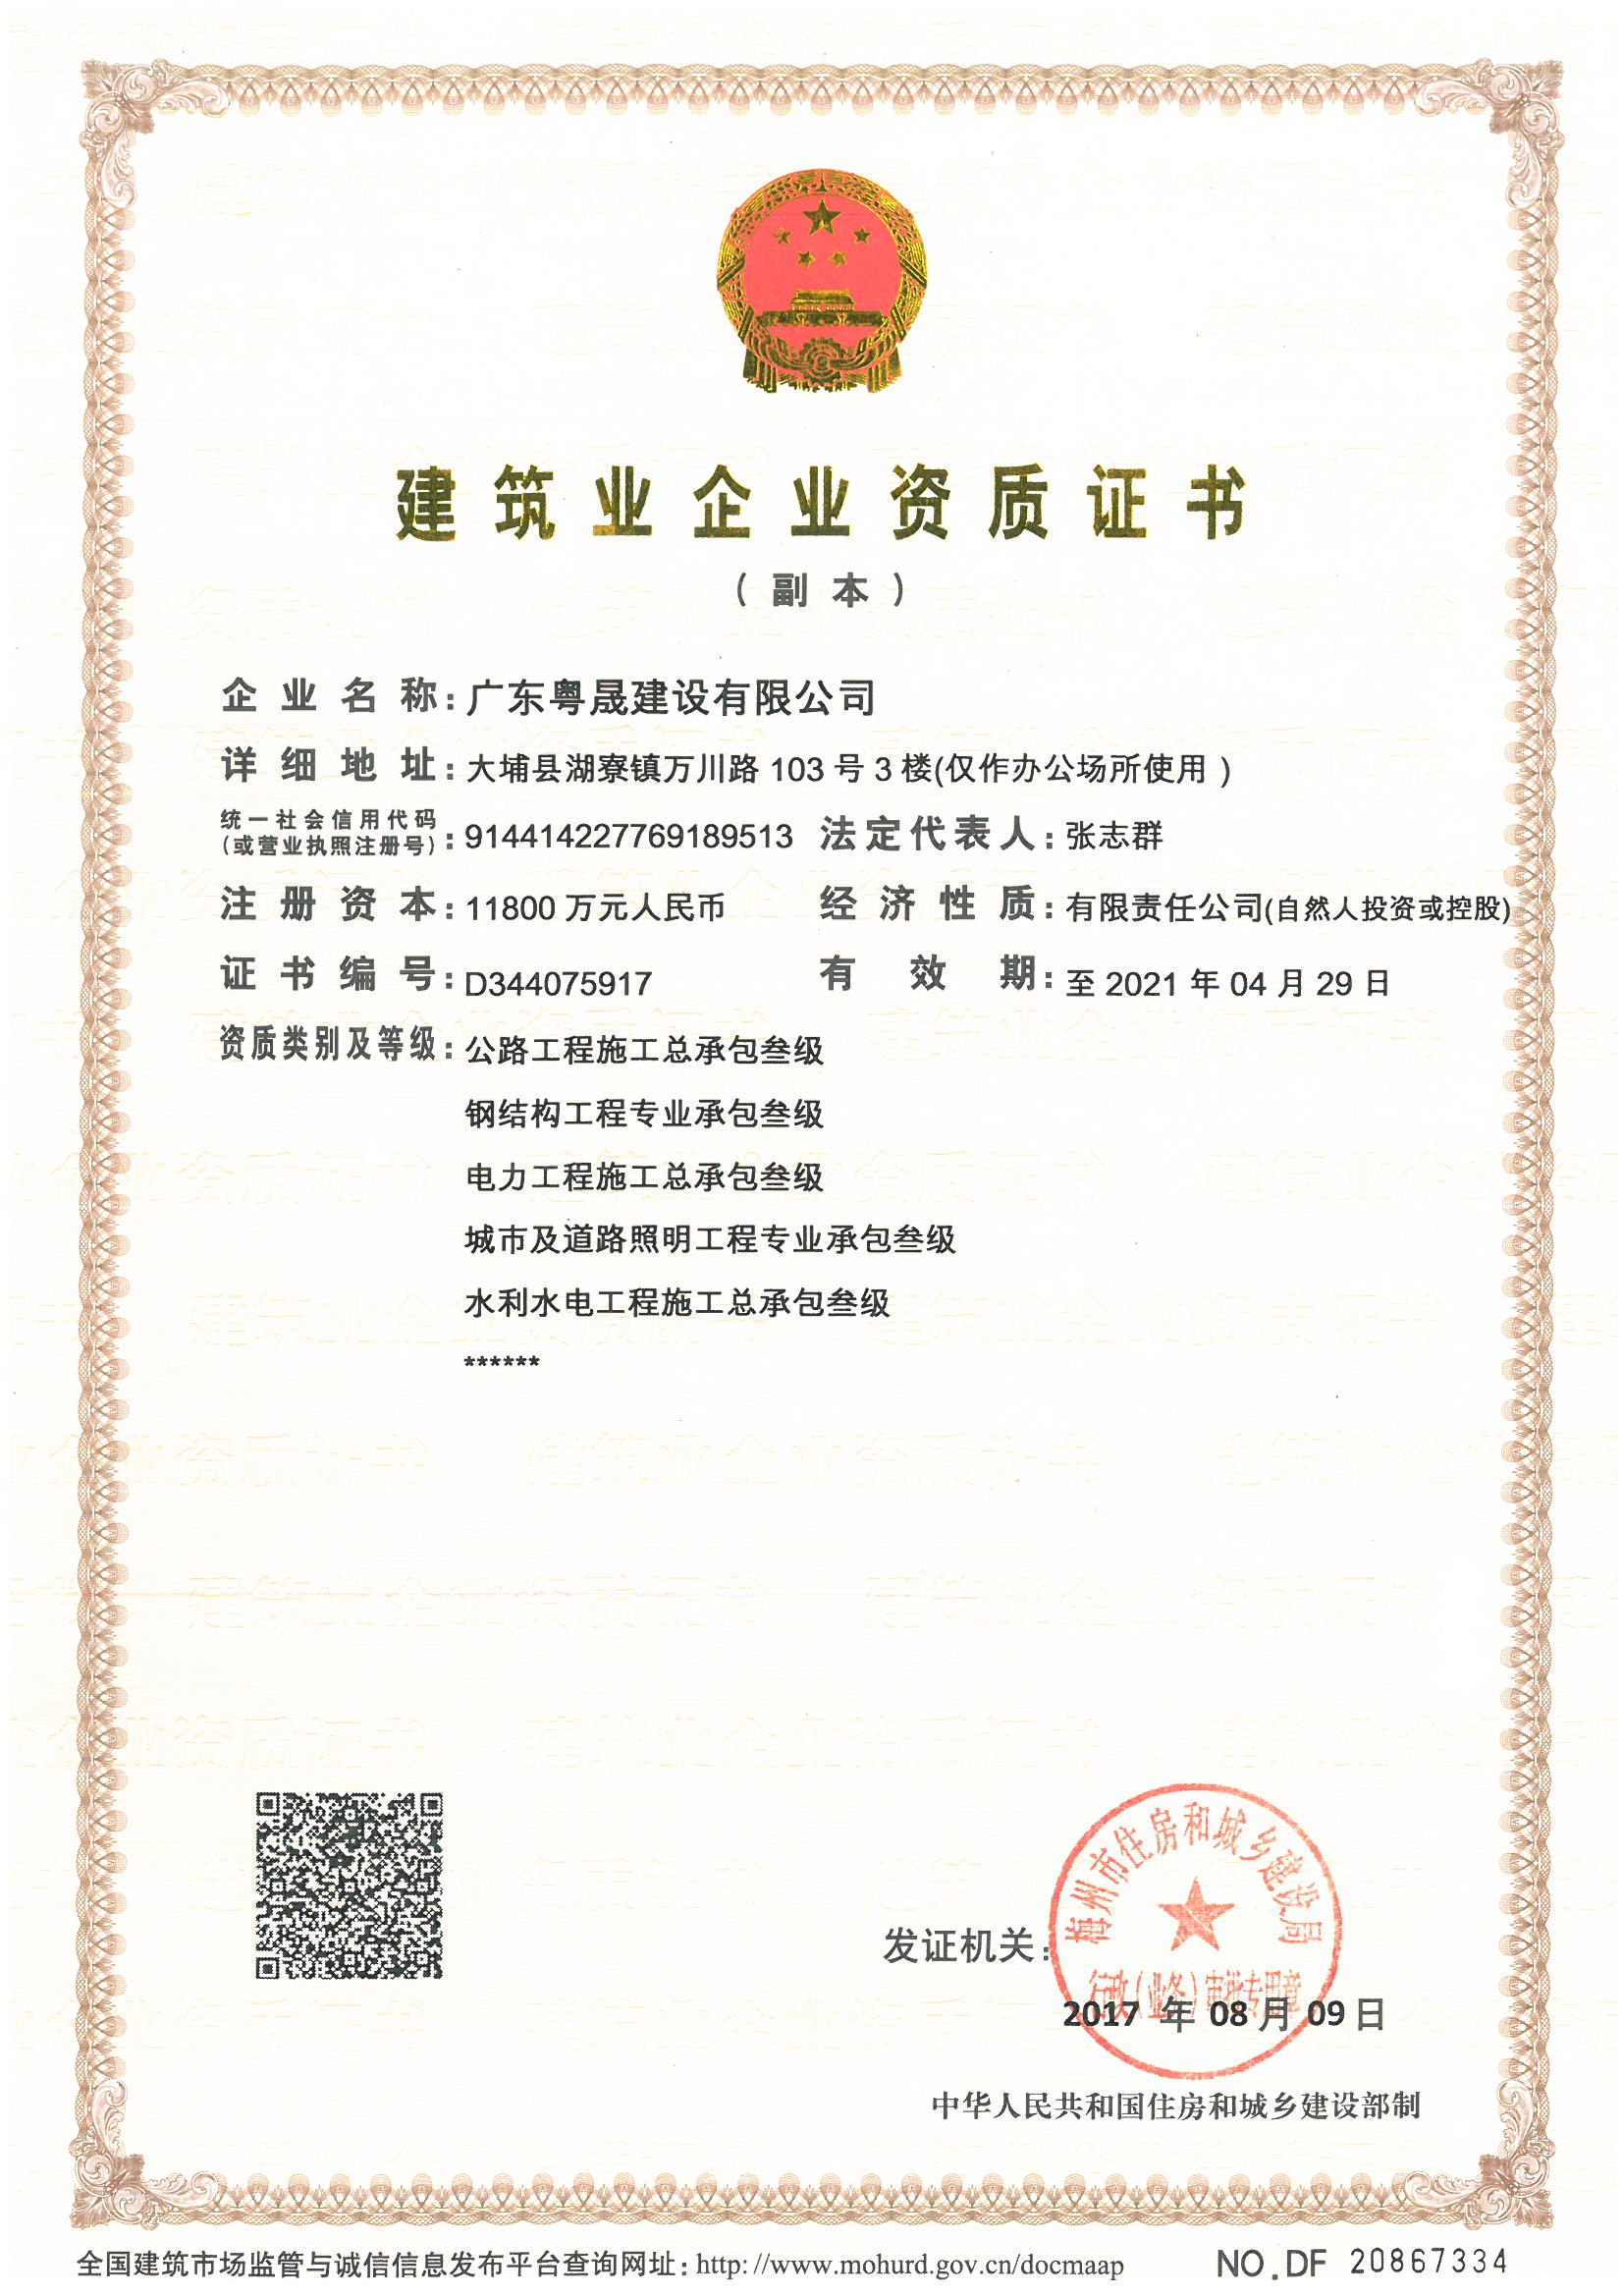 建筑业企业资质证书
（副本）
企业名称：广东粤晟建设有限公司
详细地址：大埔县湖寮镇万川路 103 号 3 楼(仅作办公场所使用 )
统一社会信用代码
(或营业执照注册号)：914414227769189513 法定代表人：张志群
注册资本：11800 万元人民币 经济性质：有限责任公司(自然人投资或控股)
证书编号：D344075917 有效期：至 2021 年 04 月 29 日
资质类别及等级：公路工程施工总承包叁级
钢结构工程专业承包叁级
电力工程施工总承包叁级
城市及道路照明工程专业承包叁级
水利水电工程施工总承包叁级
******
梅州市住房和城乡建设局
行政（业务）审批专用章
发证机关：
2017 年 08 月 09 日
中华人民共和国住房和城乡建设部制
全国建筑市场监管与诚信信息发布平台查询网址：http://www.mohurd.gov.cn/docmaap NO.DF 20867334